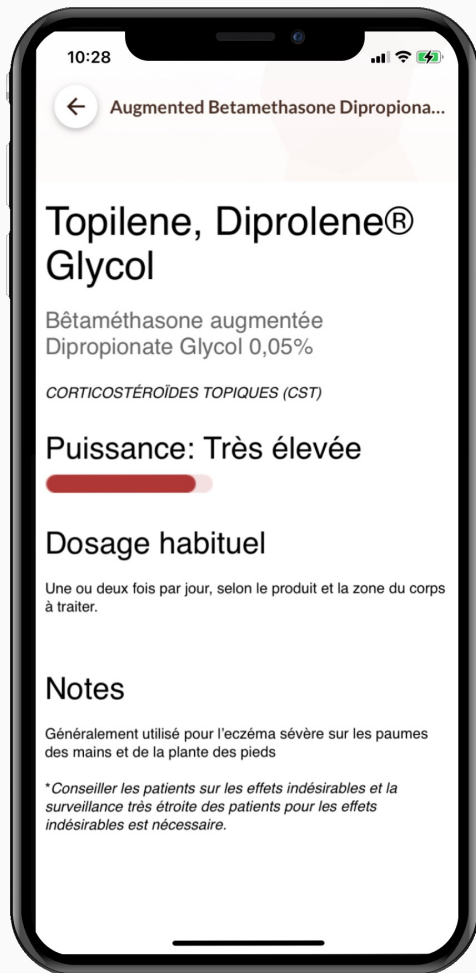 10:28
Augmented Betamethasone Dipropiona...
Topilene, Diprolene®
Glycol
Bêtaméthasone augmentée
Dipropionate Glycol 0,05%
CORTICOSTÉROÏDES TOPIQUES (CST)
Puissance: Très élevée
Dosage habituel
Une ou deux fois par jour, selon le produit et la zone du corps
à traiter.
Notes
Généralement utilisé pour l'eczéma sévère sur les paumes
des mains et de la plante des pieds
*Conseiller les patients sur les effets indésirables et la
surveillance très étroite des patients pour les effets
indésirables est nécessaire.